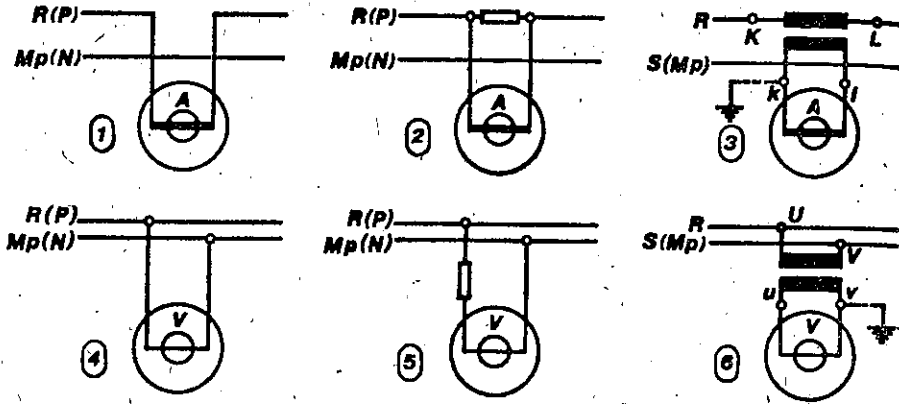 R(P)
Mp(N)
A
1
R(P)
Mp(N)
A
2
R K L
S(Mp)
k l
A
3
R(P)
Mp(N)
V
4
R(P)
Mp(N)
V
5
R U
S(Mp) V
u v
V
6